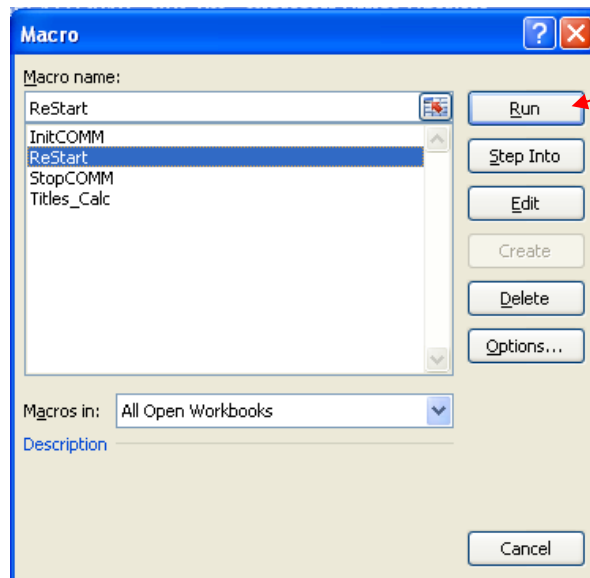 Macro
Macro name:
ReStart
Run
InitCOMM
ReStart
StopCOMM
Titles_Calc
Step Into
Edit
Create
Delete
Options...
Macros in: All Open Workbooks
Description
Cancel